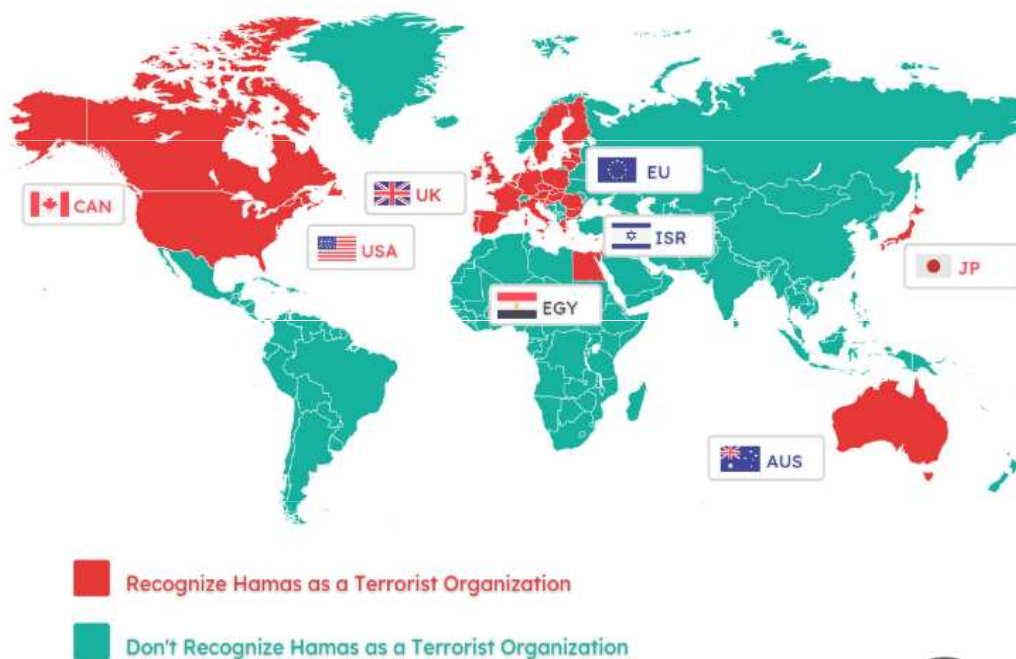 CAN
UK
USA
EU
ISR
EGY
JP
AUS
Recognize Hamas as a Terrorist Organization
Don't Recognize Hamas as a Terrorist Organization